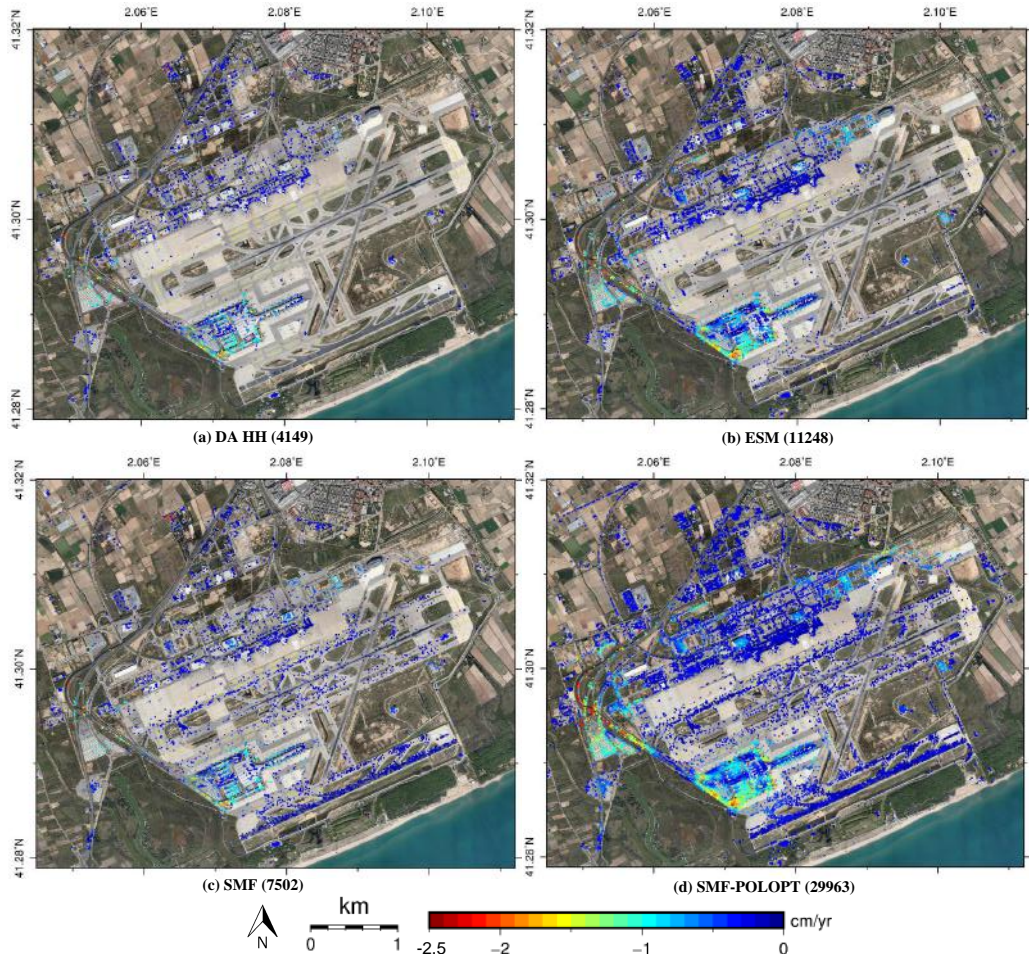 2.06°E 2.08°E 2.10°E 2.06°E 2.08°E 2.10°E
41.32°N
41.30°N
41.28°N
41.32°N
41.30°N
41.28°N
(a) DA HH (4149) (b) ESM (11248)
2.06°E 2.08°E 2.10°E 2.06°E 2.08°E 2.10°E
41.32°N
41.30°N
41.28°N
41.32°N
41.30°N
41.28°N
(c) SMF (7502) (d) SMF-POLOPT (29963)
N
km
0 1
cm/yr
-2.5 −2 −1 0